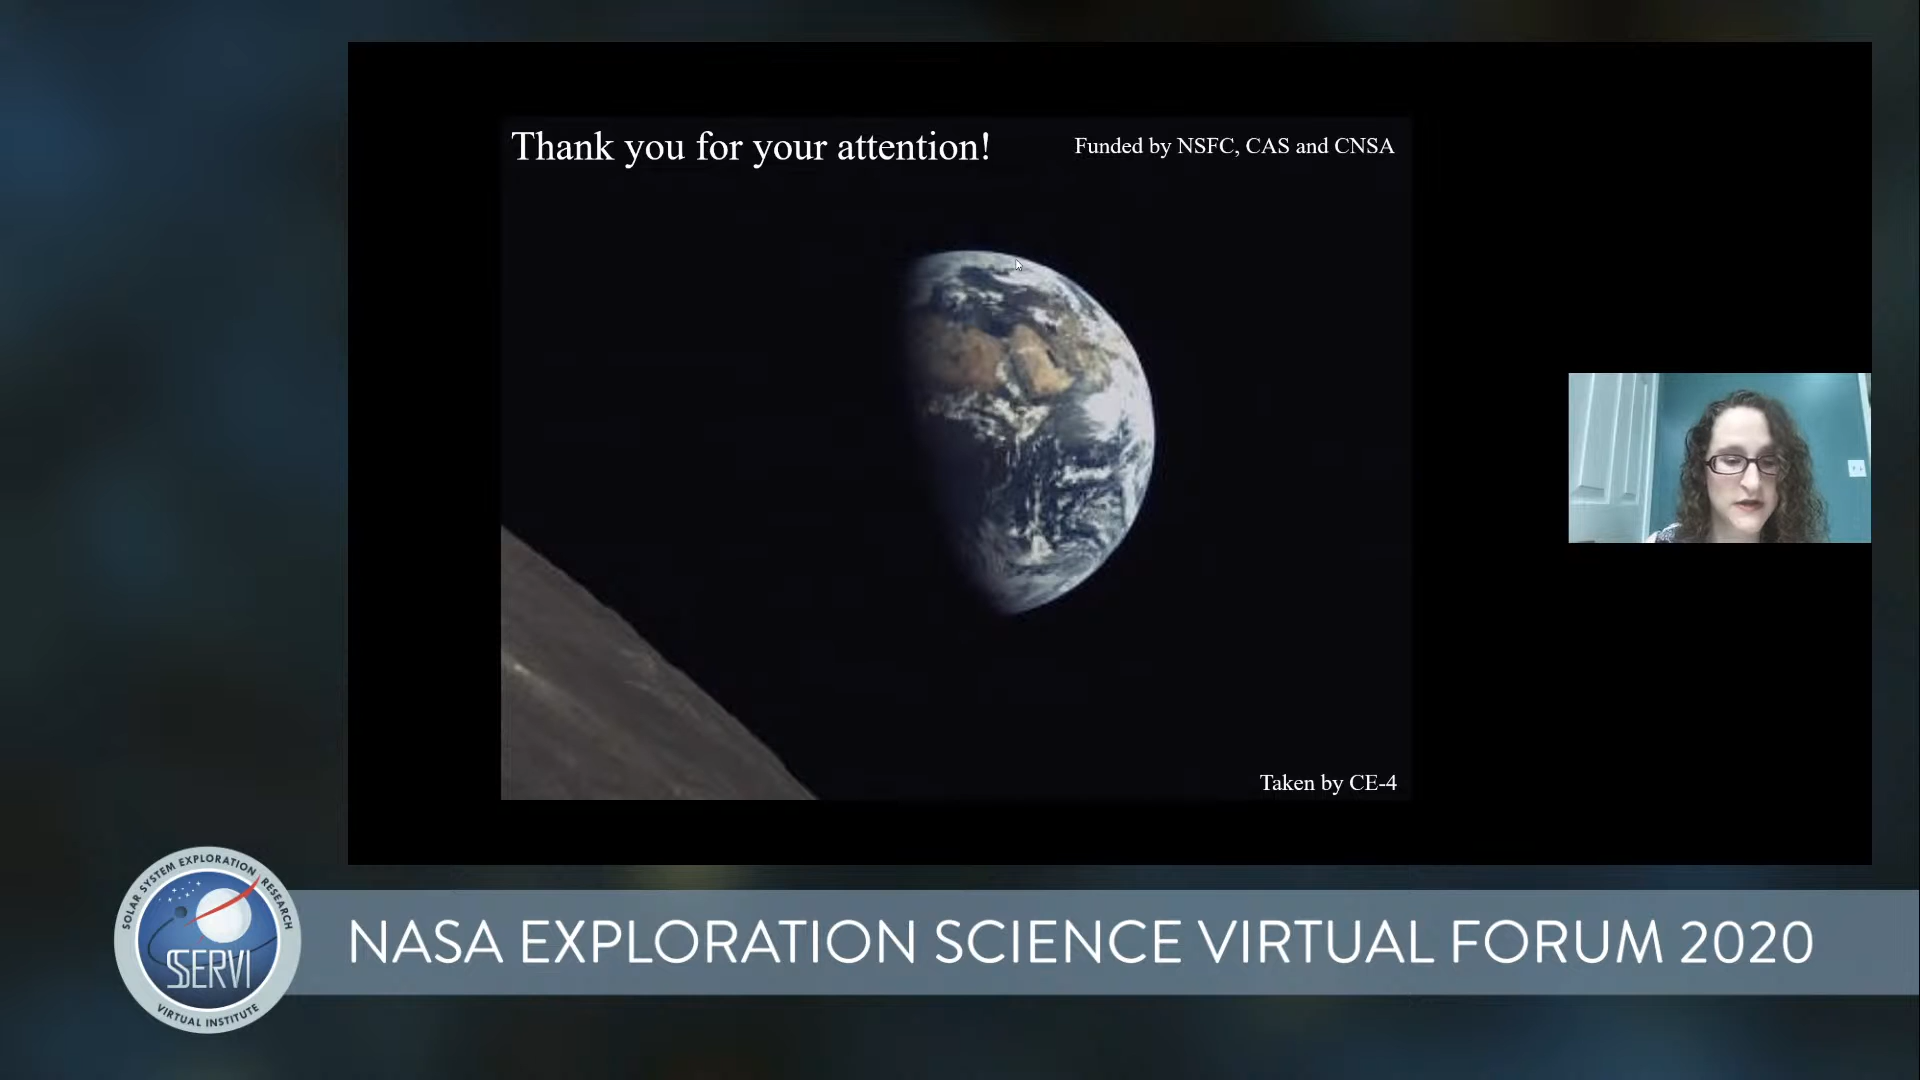 Thank you for your attention!
Funded by NSFC, CAS and CNSA
Taken by CE-4
SOLAR SYSTEM EXPLORATION RESEARCH
SSERVI
VIRTUAL INSTITUTE
NASA EXPLORATION SCIENCE VIRTUAL FORUM 2020